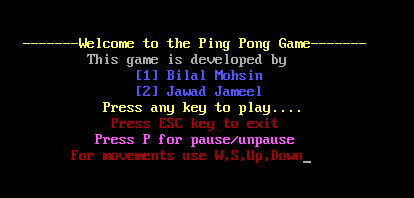 -------Welcome to the Ping Pong Game-------
This game is developed by
[1] Bilal Mohsin
[2] Jawad Jameel
Press any key to play....
Press ESC key to exit
Press P for pause/unpause
For movements use W,S,Up,Down_